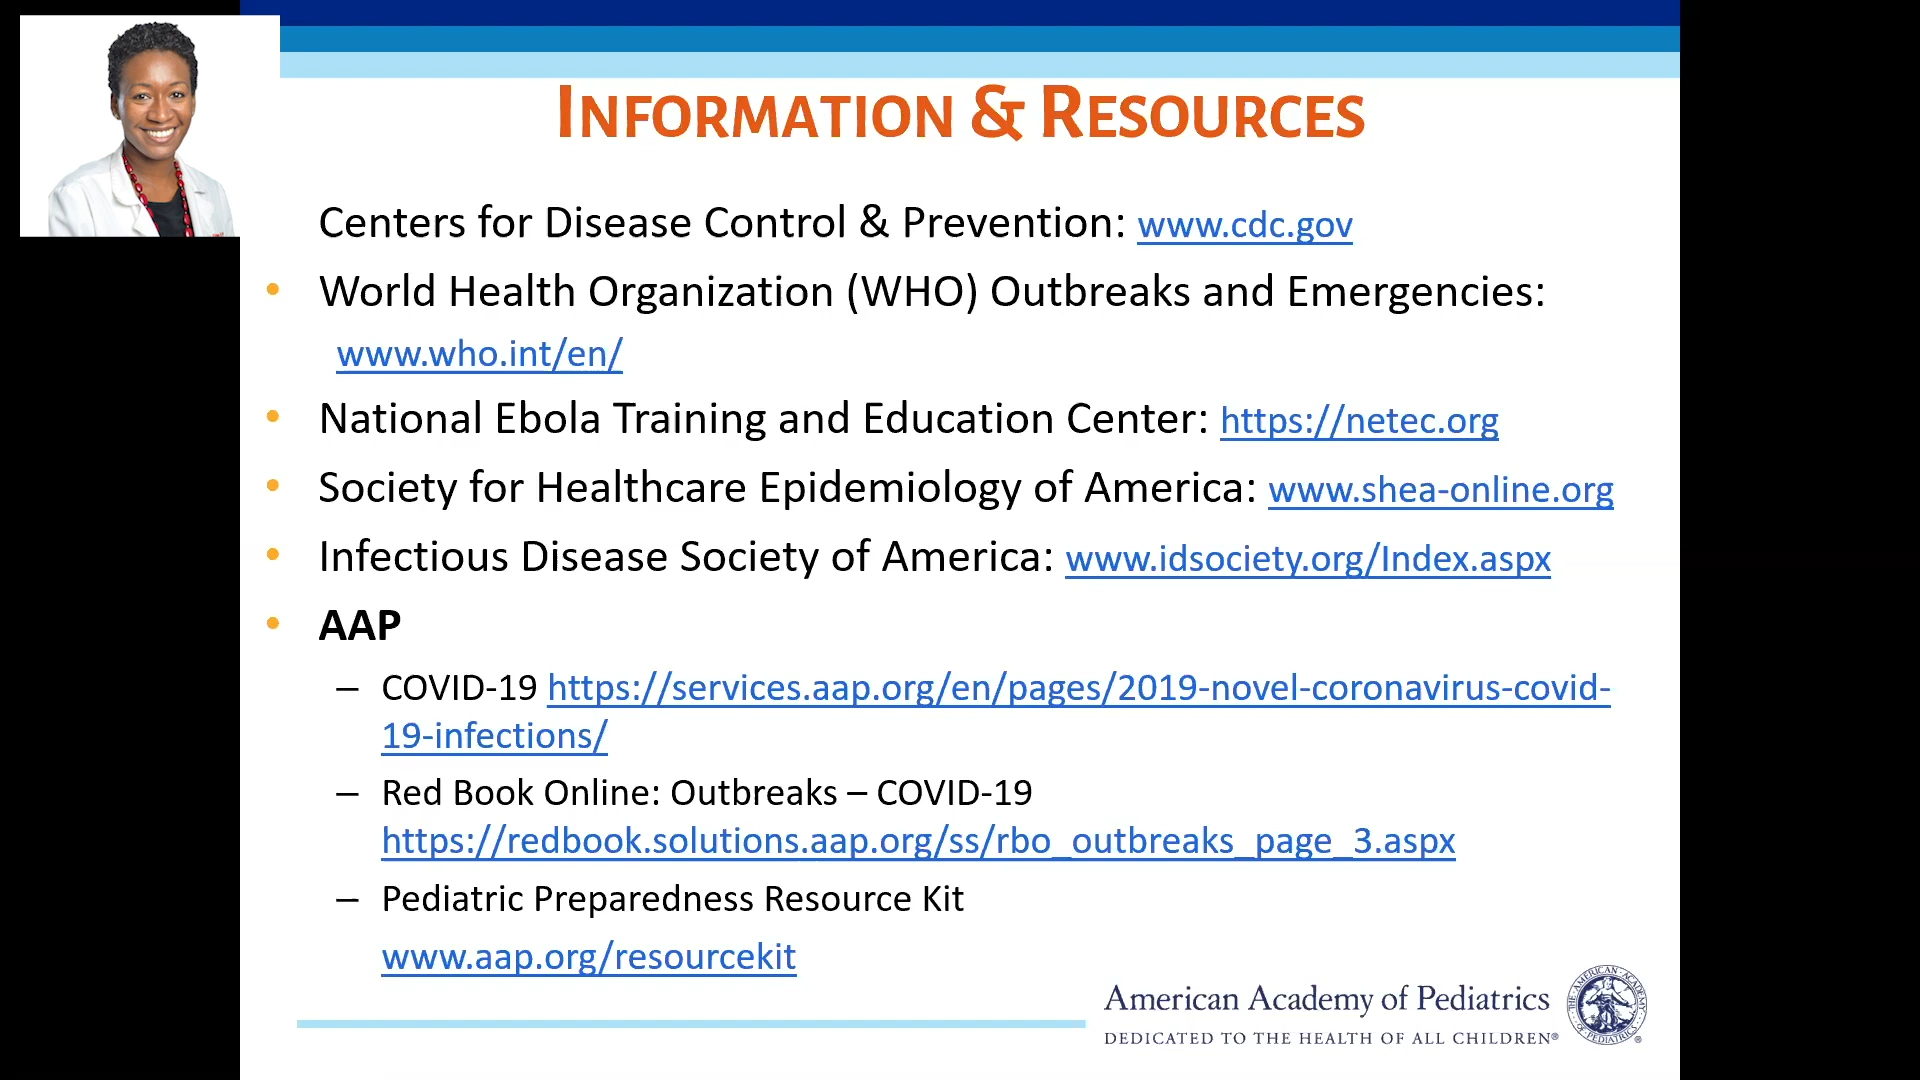 INFORMATION & RESOURCES
Centers for Disease Control & Prevention: www.cdc.gov
• World Health Organization (WHO) Outbreaks and Emergencies:
www.who.int/en/
• National Ebola Training and Education Center: https://netec.org
• Society for Healthcare Epidemiology of America: www.shea-online.org
• Infectious Disease Society of America: www.idsociety.org/Index.aspx
• AAP
– COVID-19 https://services.aap.org/en/pages/2019-novel-coronavirus-covid-
19-infections/
– Red Book Online: Outbreaks – COVID-19
https://redbook.solutions.aap.org/ss/rbo_outbreaks_page_3.aspx
– Pediatric Preparedness Resource Kit
www.aap.org/resourcekit
American Academy of Pediatrics
DEDICATED TO THE HEALTH OF ALL CHILDREN®
THE AMERICAN ACADEMY OF PEDIATRICS ®